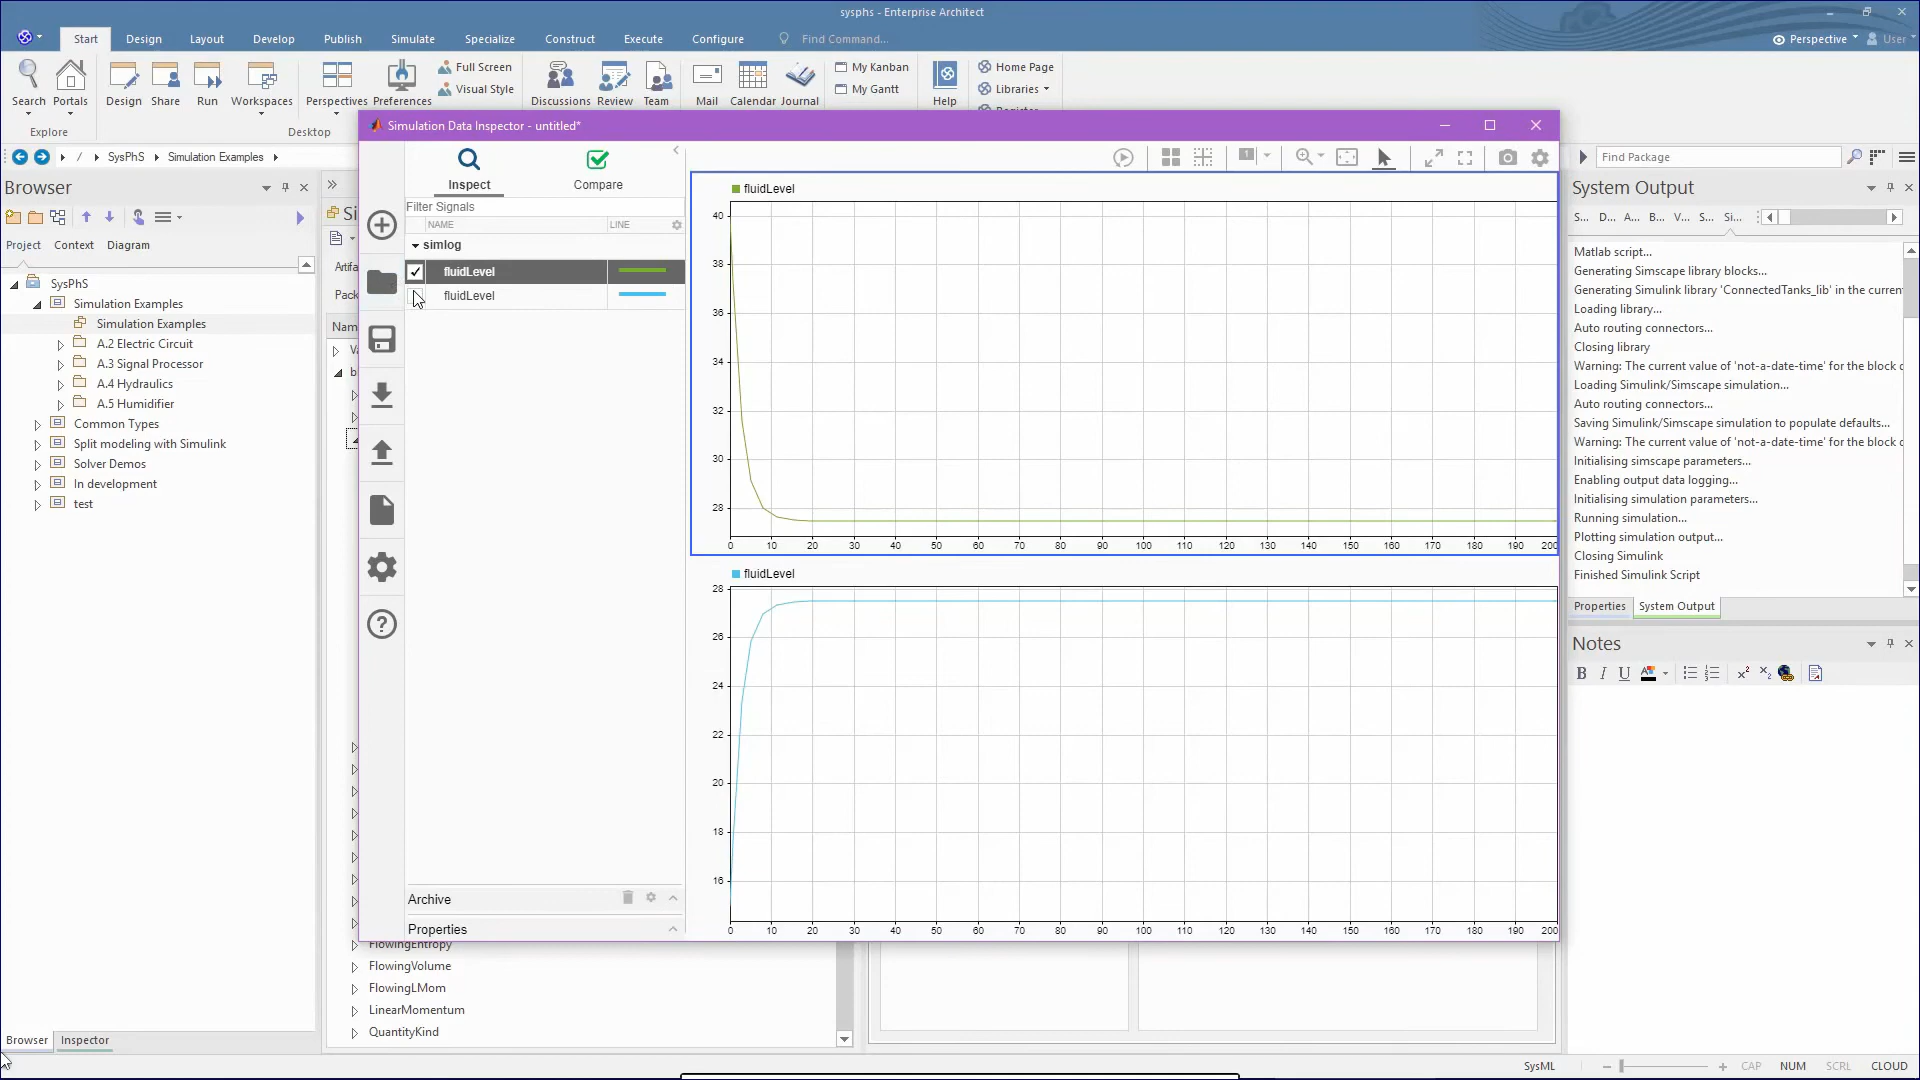 sysphs - Enterprise Architect
Start Design Layout Develop Publish Simulate Specialize Construct Execute Configure Find Command... Perspective User
Search Portals Design Share Run Workspaces Perspectives Preferences Full Screen Visual Style Discussions Review Team Mail Calendar Journal My Kanban My Gantt Help Home Page Libraries
Explore Desktop
/ SysPhS Simulation Examples Find Package
Browser
Project Context Diagram
SysPhS
Simulation Examples
Simulation Examples
A.2 Electric Circuit
A.3 Signal Processor
A.4 Hydraulics
A.5 Humidifier
Common Types
Split modeling with Simulink
Solver Demos
In development
test
Browser Inspector
Simulation Data Inspector - untitled*
Inspect Compare
Filter Signals
NAME LINE
simlog
fluidLevel
fluidLevel
Archive
Properties
fluidLevel
40
38
36
34
32
30
28
0 10 20 30 40 50 60 70 80 90 100 110 120 130 140 150 160 170 180 190 200
fluidLevel
28
26
24
22
20
18
16
0 10 20 30 40 50 60 70 80 90 100 110 120 130 140 150 160 170 180 190 200
FlowingEntropy
FlowingVolume
FlowingLMom
LinearMomentum
QuantityKind
System Output
S... D... A... B... V... S... Si...
Matlab script...
Generating Simscape library blocks...
Generating Simulink library 'ConnectedTanks_lib' in the current
Loading library...
Auto routing connectors...
Closing library
Warning: The current value of 'not-a-date-time' for the block
Loading Simulink/Simscape simulation...
Auto routing connectors...
Saving Simulink/Simscape simulation to populate defaults...
Warning: The current value of 'not-a-date-time' for the block
Initialising simscape parameters...
Enabling output data logging...
Initialising simulation parameters...
Running simulation...
Plotting simulation output...
Closing Simulink
Finished Simulink Script
Properties System Output
Notes
B I U
SysML CAP NUM SCRL CLOUD